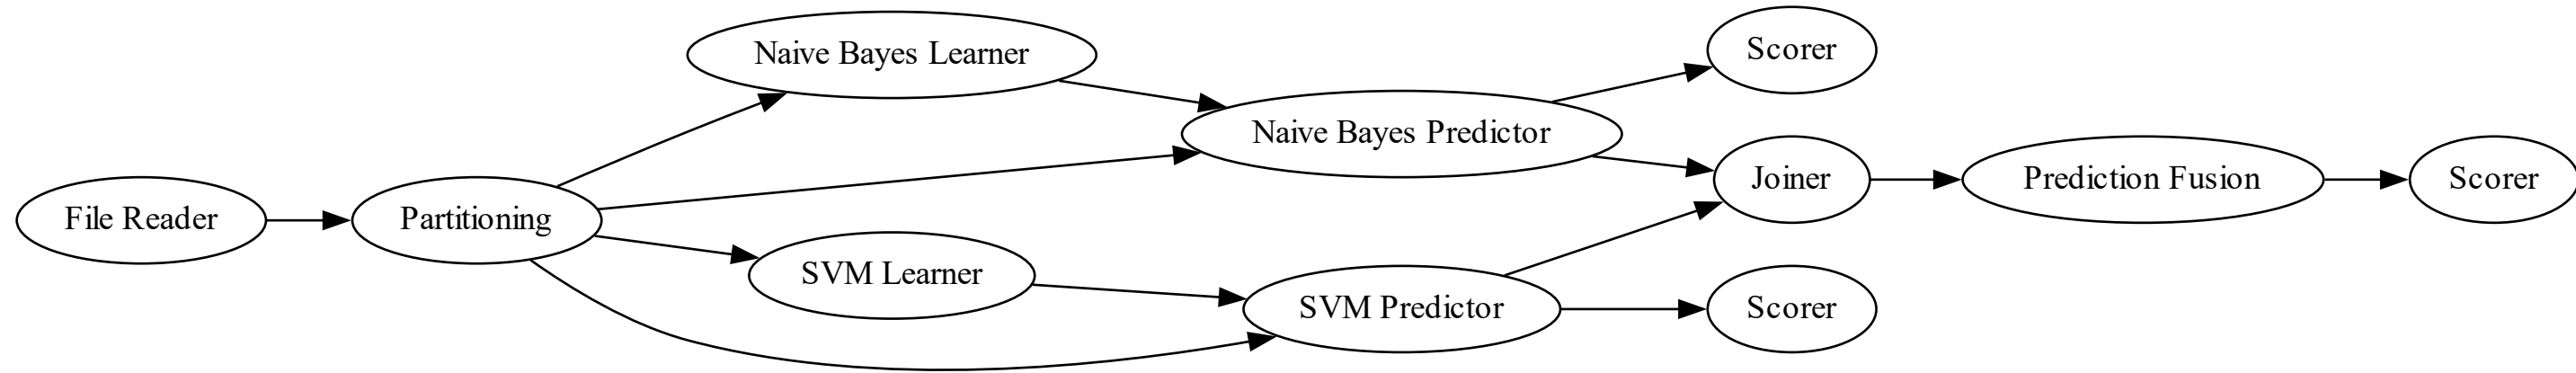 File Reader
Partitioning
Naive Bayes Learner
SVM Learner
Naive Bayes Predictor
SVM Predictor
Scorer
Joiner
Scorer
Prediction Fusion
Scorer